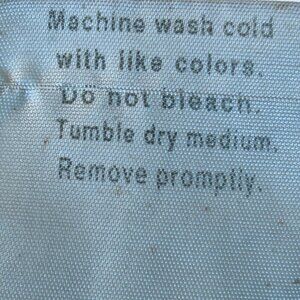 Machine wash cold
with like colors.
Do not bleach.
Tumble dry medium.
Remove promptly.